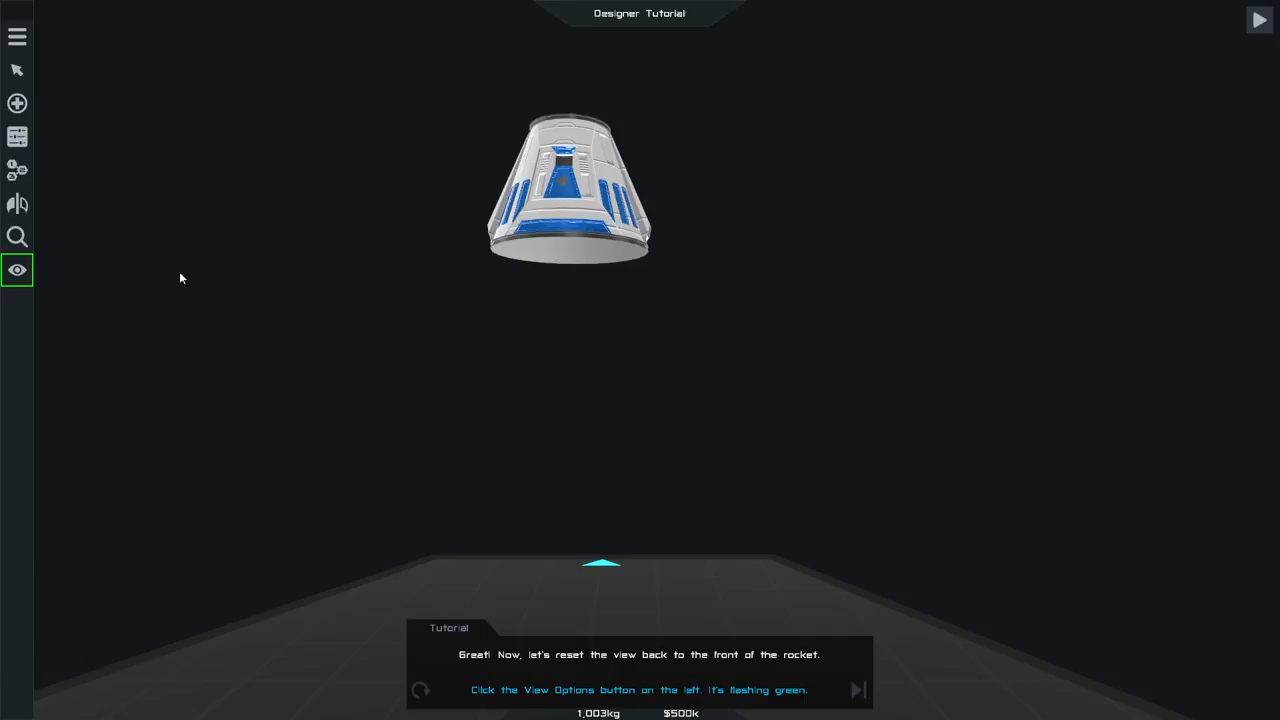 Designer Tutorial
Tutorial
Great! Now, let's reset the view back to the front of the rocket.
Click the View Options button on the left. It's flashing green.
1,003kg $500k